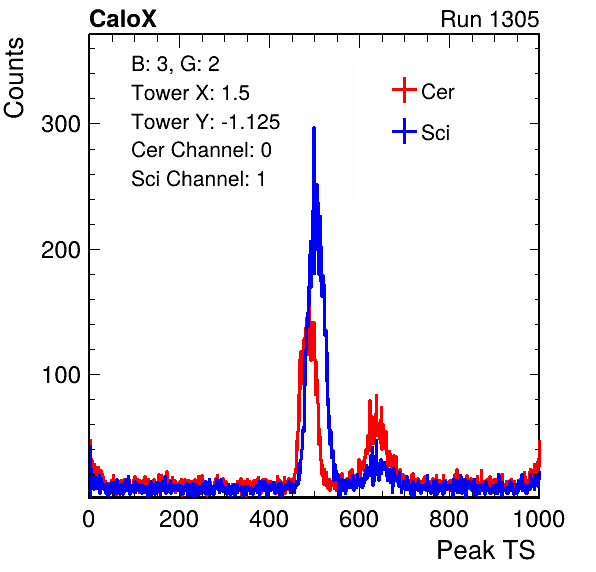 CaloX Run 1305
Counts
B: 3, G: 2
Tower X: 1.5
Tower Y: -1.125
Cer Channel: 0
Sci Channel: 1
Cer
Sci
300
200
100
0 200 400 600 800 1000
Peak TS